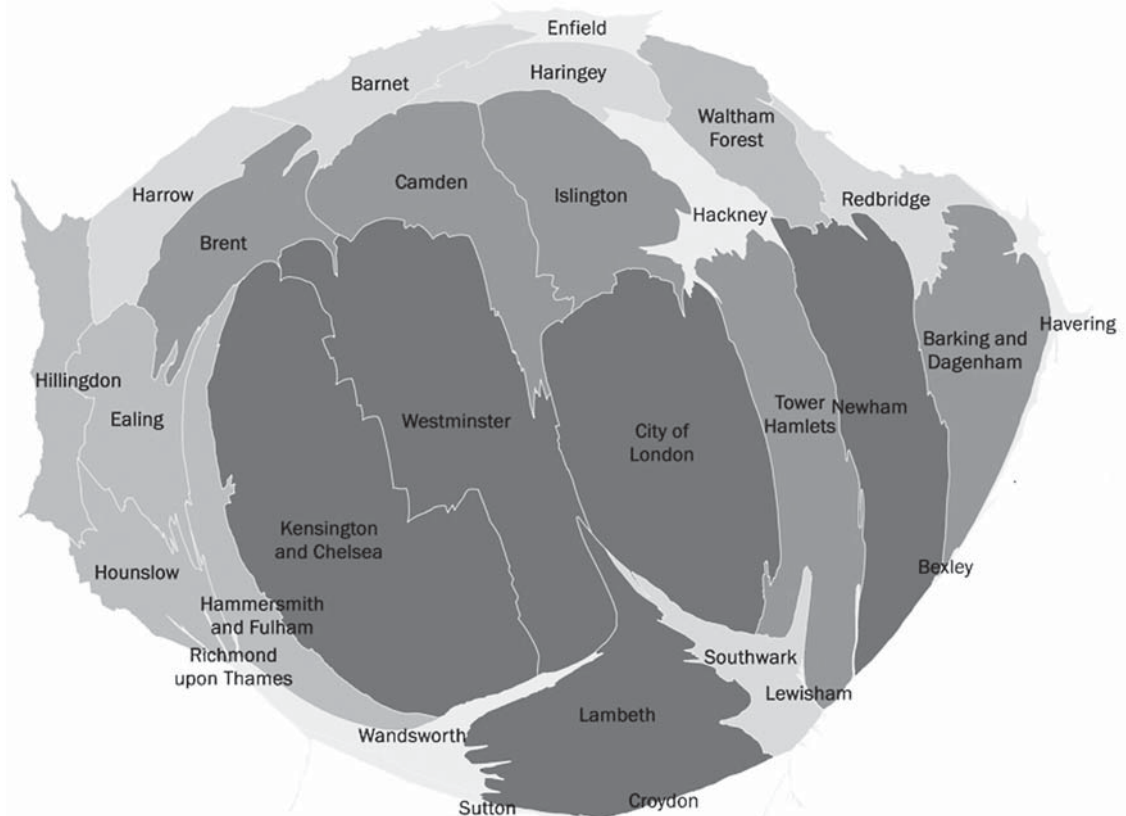 Enfield
Haringey
Barnet
Waltham
Forest
Camden
Harrow
Islington
Redbridge
Hackney
Brent
Havering
Barking and
Dagenham
Hillingdon
Tower
Hamlets
Newham
Ealing
Westminster
City of
London
Kensington
and Chelsea
Bexley
Hounslow
Hammersmith
and Fulham
Richmond
upon Thames
Southwark
Lewisham
Lambeth
Wandsworth
Sutton
Croydon